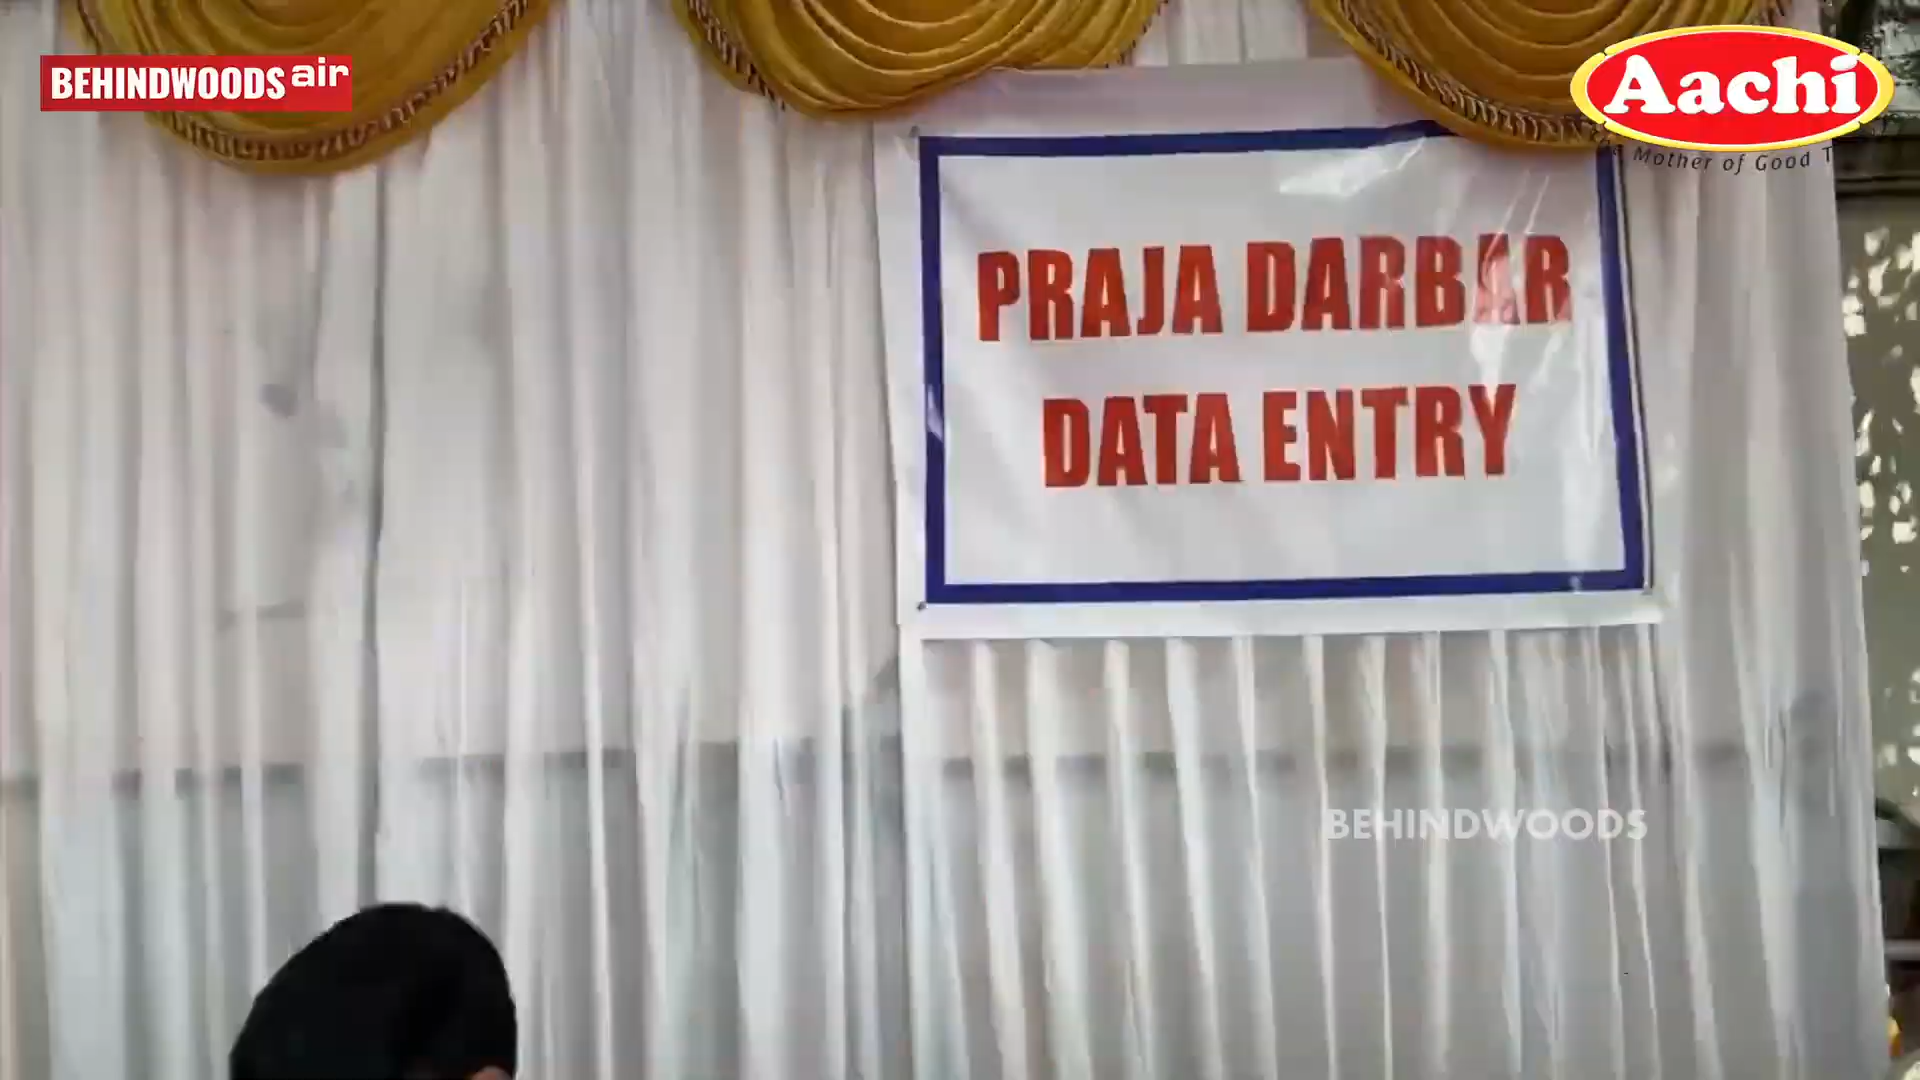 BEHINDWOODS air
Aachi
Mother of Good
PRAJA DARBAR
DATA ENTRY
BEHINDWOODS